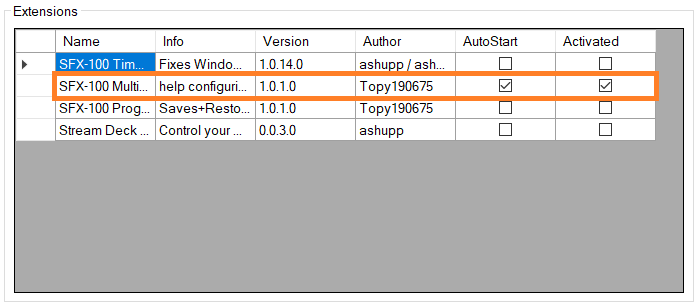 Extensions
Name Info Version Author AutoStart Activated
SFX-100 Tim... Fixes Windo... 1.0.14.0 ashupp / ash...
SFX-100 Multi... help configuri... 1.0.1.0 Topy190675
SFX-100 Prog... Saves+Resto... 1.0.1.0 Topy190675
Stream Deck ... Control your ... 0.0.3.0 ashupp